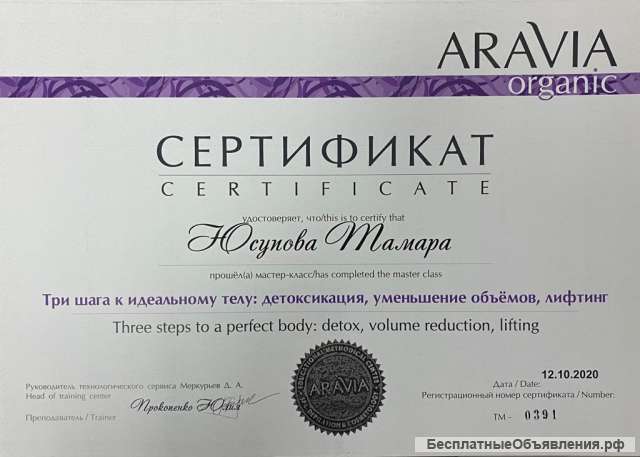 ARAVIA
organic
СЕРТИФИКАТ
CERTIFICATE
удостоверяет, что/this is to certify that
Юсупова Тамара
прошёл(а) мастер-класс/has completed the master class
Три шага к идеальному телу: детоксикация, уменьшение объёмов, лифтинг
Three steps to a perfect body: detox, volume reduction, lifting
12.10.2020
Дата / Date:
Руководитель технологического сервиса Меркурьев Д. А.
Head of training center
Регистрационный номер сертификата / Number:
Прокопенко Юлия
Преподаватель / Trainer
ТМ - 0391
ARAVIA
БесплатныеОбъявления.рф